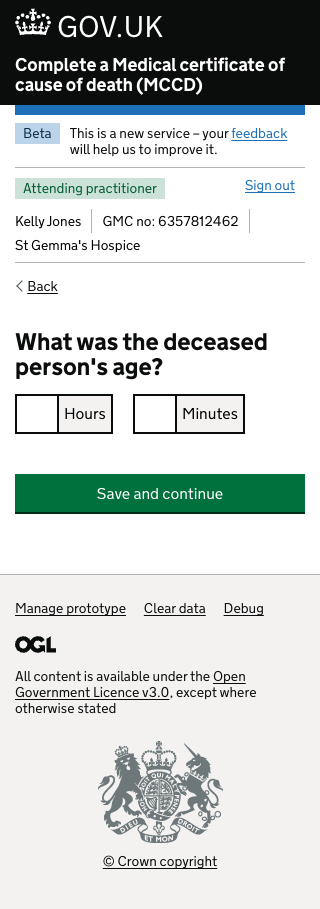 GOV.UK
Complete a Medical certificate of
cause of death (MCCD)
Beta
This is a new service – your feedback
will help us to improve it.
Attending practitioner
Sign out
Kelly Jones
GMC no: 6357812462
St Gemma's Hospice
Back
What was the deceased
person's age?
Hours
Minutes
Save and continue
Manage prototype
Clear data
Debug
OGL
All content is available under the Open
Government Licence v3.0, except where
otherwise stated
DIEU ET MON DROIT
© Crown copyright